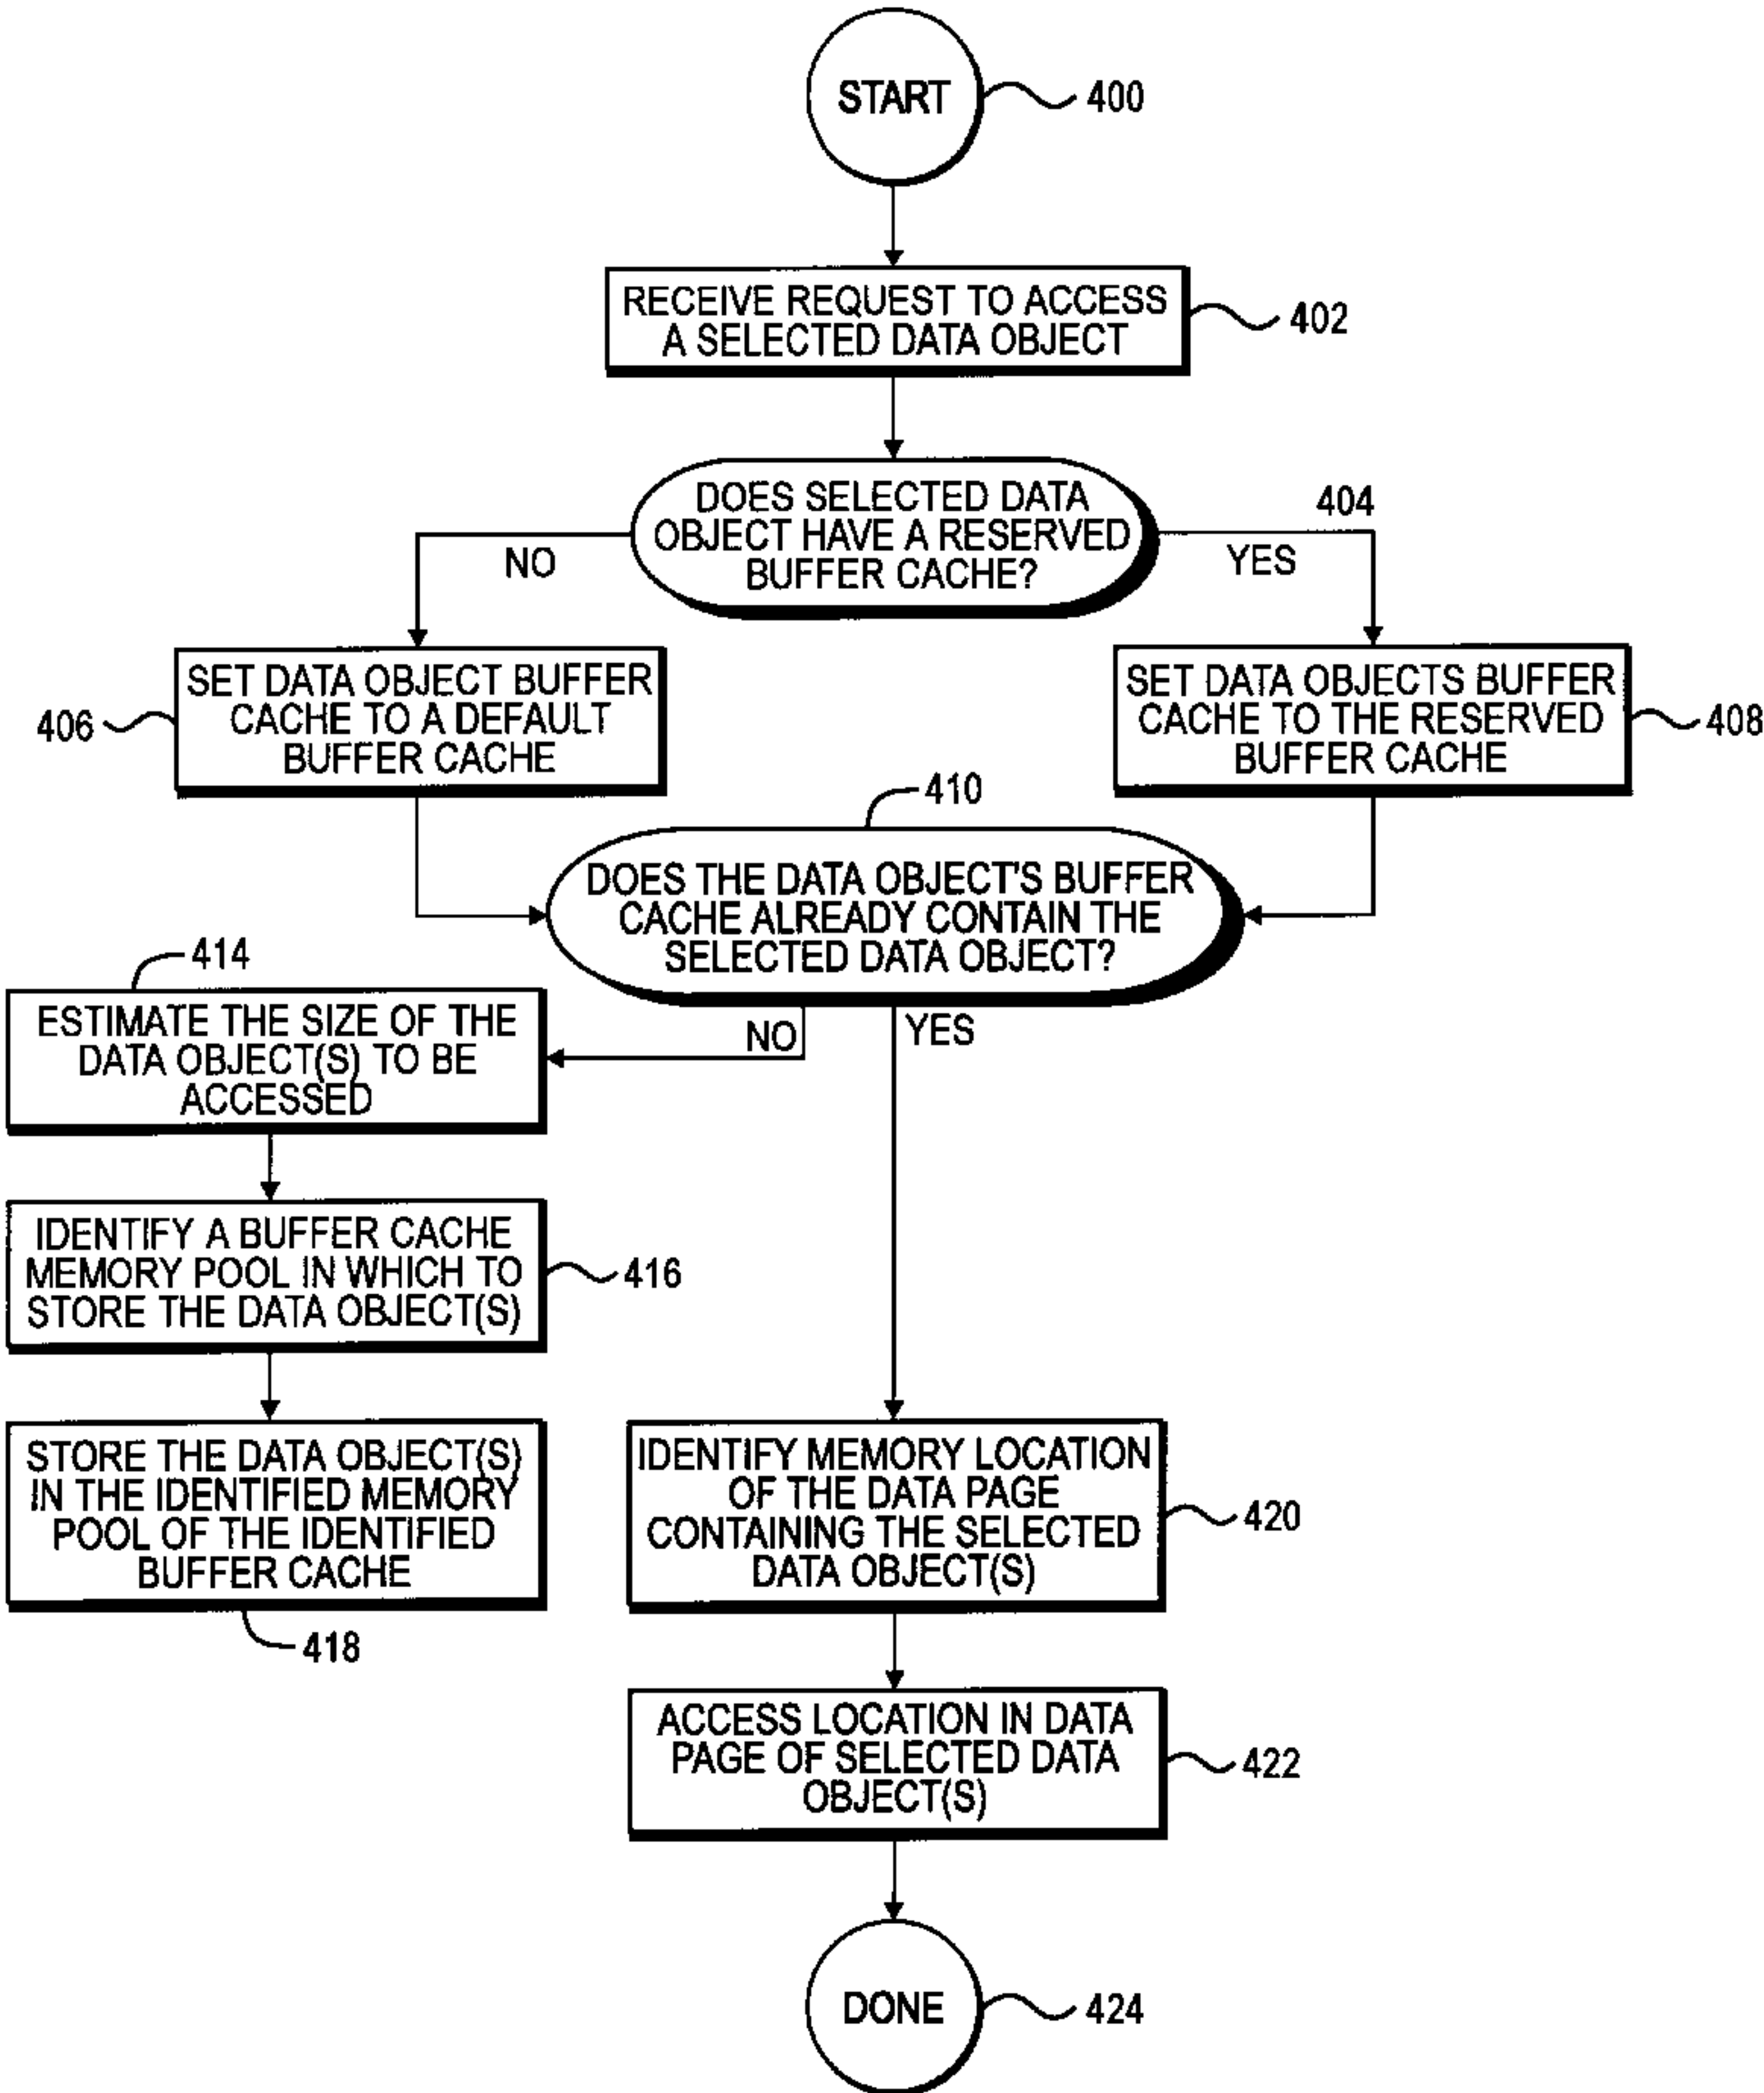 START
400
RECEIVE REQUEST TO ACCESS
A SELECTED DATA OBJECT
402
DOES SELECTED DATA
OBJECT HAVE A RESERVED
BUFFER CACHE?
404
NO
YES
SET DATA OBJECT BUFFER
CACHE TO A DEFAULT
BUFFER CACHE
406
SET DATA OBJECTS BUFFER
CACHE TO THE RESERVED
BUFFER CACHE
408
410
DOES THE DATA OBJECT'S BUFFER
CACHE ALREADY CONTAIN THE
SELECTED DATA OBJECT?
NO
YES
414
ESTIMATE THE SIZE OF THE
DATA OBJECT(S) TO BE
ACCESSED
IDENTIFY A BUFFER CACHE
MEMORY POOL IN WHICH TO
STORE THE DATA OBJECT(S)
416
STORE THE DATA OBJECT(S)
IN THE IDENTIFIED MEMORY
POOL OF THE IDENTIFIED
BUFFER CACHE
418
IDENTIFY MEMORY LOCATION
OF THE DATA PAGE
CONTAINING THE SELECTED
DATA OBJECT(S)
420
ACCESS LOCATION IN DATA
PAGE OF SELECTED DATA
OBJECT(S)
422
DONE
424